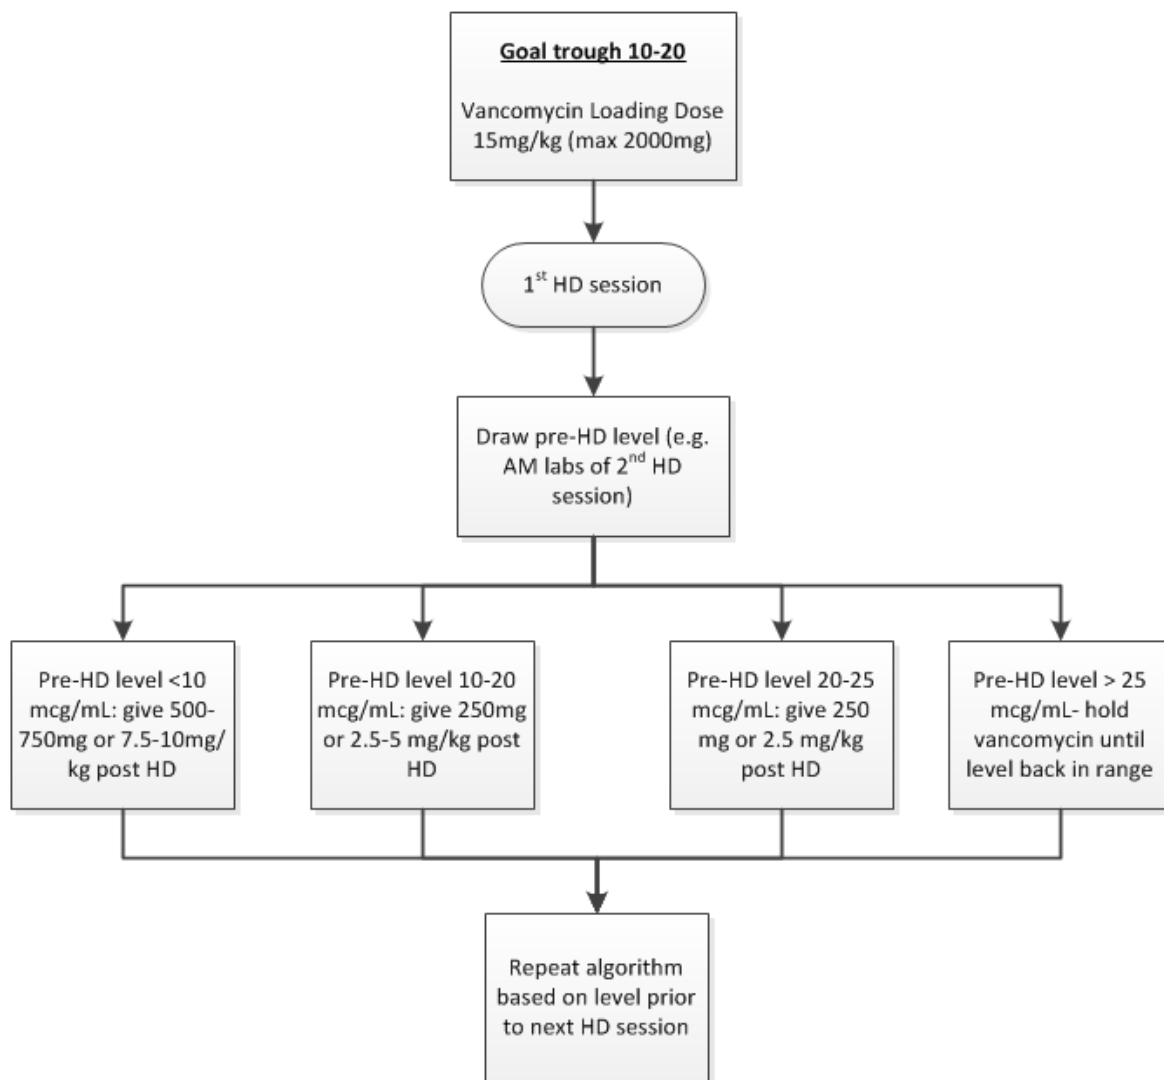 Goal trough 10-20
Vancomycin Loading Dose
15mg/kg (max 2000mg)
1st HD session
Draw pre-HD level (e.g.
AM labs of 2nd HD
session)
Pre-HD level <10
mcg/mL: give 500-
750mg or 7.5-10mg/
kg post HD
Pre-HD level 10-20
mcg/mL: give 250mg
or 2.5-5 mg/kg post
HD
Pre-HD level 20-25
mcg/mL: give 250
mg or 2.5 mg/kg
post HD
Pre-HD level > 25
mcg/mL- hold
vancomycin until
level back in range
Repeat algorithm
based on level prior
to next HD session